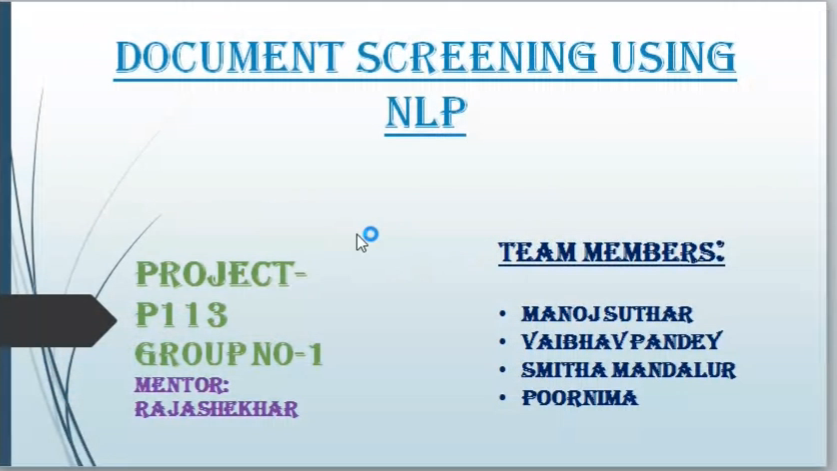 DOCUMENT SCREENING USING
NLP
PROJECT-
P113
GROUP NO-1
MENTOR:
RAJASHEKHAR
TEAM MEMBERS:
• MANOJ SUTHAR
• VAIBHAV PANDEY
• SMITHA MANDALUR
• POORNIMA